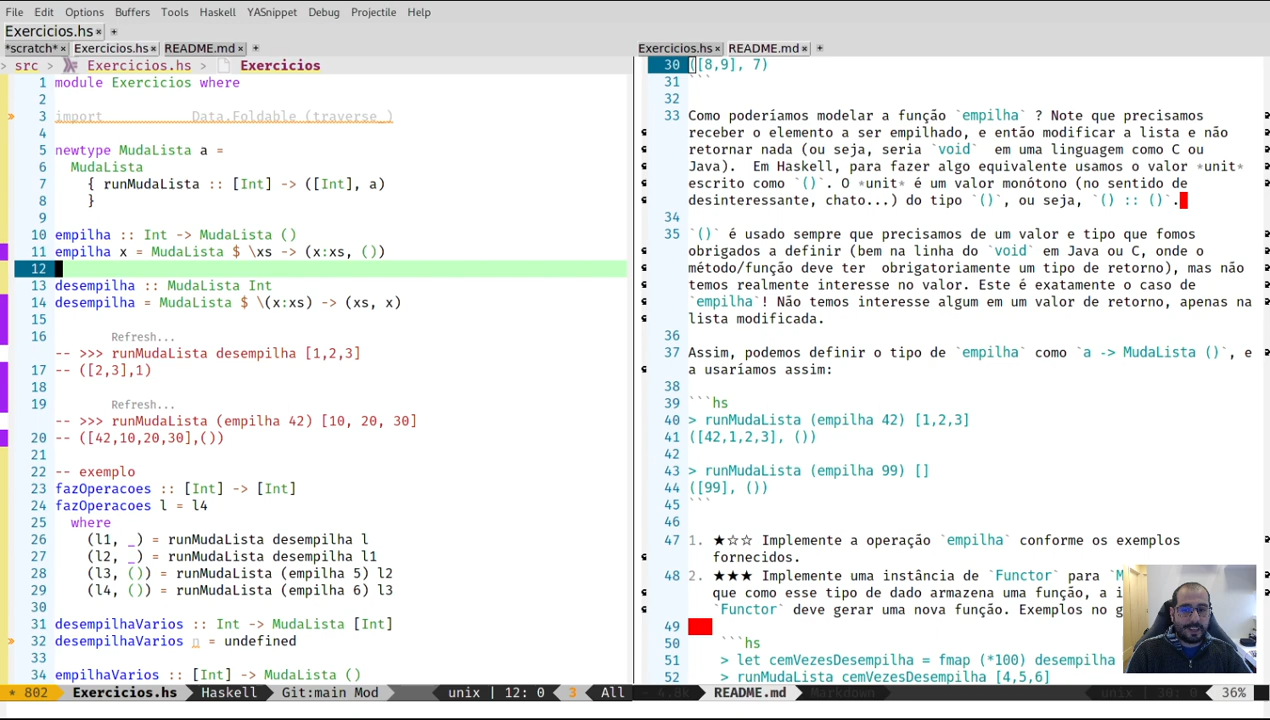 File Edit Options Buffers Tools Haskell YASnippet Debug Projectile Help
Exercicios.hs × +
*scratch* × Exercicios.hs × README.md × +
src > Exercicios.hs > Exercicios
1 module Exercicios where
2
3 import Data.Foldable (traverse_)
4
5 newtype MudaLista a =
6 MudaLista
7 { runMudaLista :: [Int] -> ([Int], a)
8 }
9
10 empilha :: Int -> MudaLista ()
11 empilha x = MudaLista $ \xs -> (x:xs, ())
12
13 desempilha :: MudaLista Int
14 desempilha = MudaLista $ \(x:xs) -> (xs, x)
15
16 Refresh...
-- >>> runMudaLista desempilha [1,2,3]
17 -- ([2,3],1)
18
19 Refresh...
-- >>> runMudaLista (empilha 42) [10, 20, 30]
20 -- ([42,10,20,30],())
21
22 -- exemplo
23 fazOperacoes :: [Int] -> [Int]
24 fazOperacoes l = l4
25 where
26 (l1, _) = runMudaLista desempilha l
27 (l2, _) = runMudaLista desempilha l1
28 (l3, ()) = runMudaLista (empilha 5) l2
29 (l4, ()) = runMudaLista (empilha 6) l3
30
31 desempilhaVarios :: Int -> MudaLista [Int]
32 desempilhaVarios n = undefined
33
34 empilhaVarios :: [Int] -> MudaLista ()
* 802 Exercicios.hs Haskell Git:main Mod unix | 12: 0 3 All
Exercicios.hs × README.md × +
30 ([8,9], 7)
31 ```
32
33 Como poderíamos modelar a função `empilha` ? Note que precisamos
receber o elemento a ser empilhado, e então modificar a lista e não
retornar nada (ou seja, seria `void` em uma linguagem como C ou
Java). Em Haskell, para fazer algo equivalente usamos o valor *unit*
escrito como `()`. O *unit* é um valor monótono (no sentido de
desinteressante, chato...) do tipo `()`, ou seja, `() :: ()`.
34
35 `()` é usado sempre que precisamos de um valor e tipo que fomos
obrigados a definir (bem na linha do `void` em Java ou C, onde o
método/função deve ter obrigatoriamente um tipo de retorno), mas não
temos realmente interesse no valor. Este é exatamente o caso de
`empilha`! Não temos interesse algum em um valor de retorno, apenas na
lista modificada.
36
37 Assim, podemos definir o tipo de `empilha` como `a -> MudaLista ()`, e
a usaríamos assim:
38
39 ```hs
40 > runMudaLista (empilha 42) [1,2,3]
41 ([42,1,2,3], ())
42
43 > runMudaLista (empilha 99) []
44 ([99], ())
45 ```
46
47 1. ★☆☆ Implemente a operação `empilha` conforme os exemplos
fornecidos.
48 2. ★★★ Implemente uma instância de `Functor` para
que como esse tipo de dado armazena uma função, a
`Functor` deve gerar uma nova função. Exemplos no
49
50 ```hs
51 > let cemVezesDesempilha = fmap (*100) desempilha
52 > runMudaLista cemVezesDesempilha [4,5,6]
4.8k README.md Markdown unix | 30: 0 36%